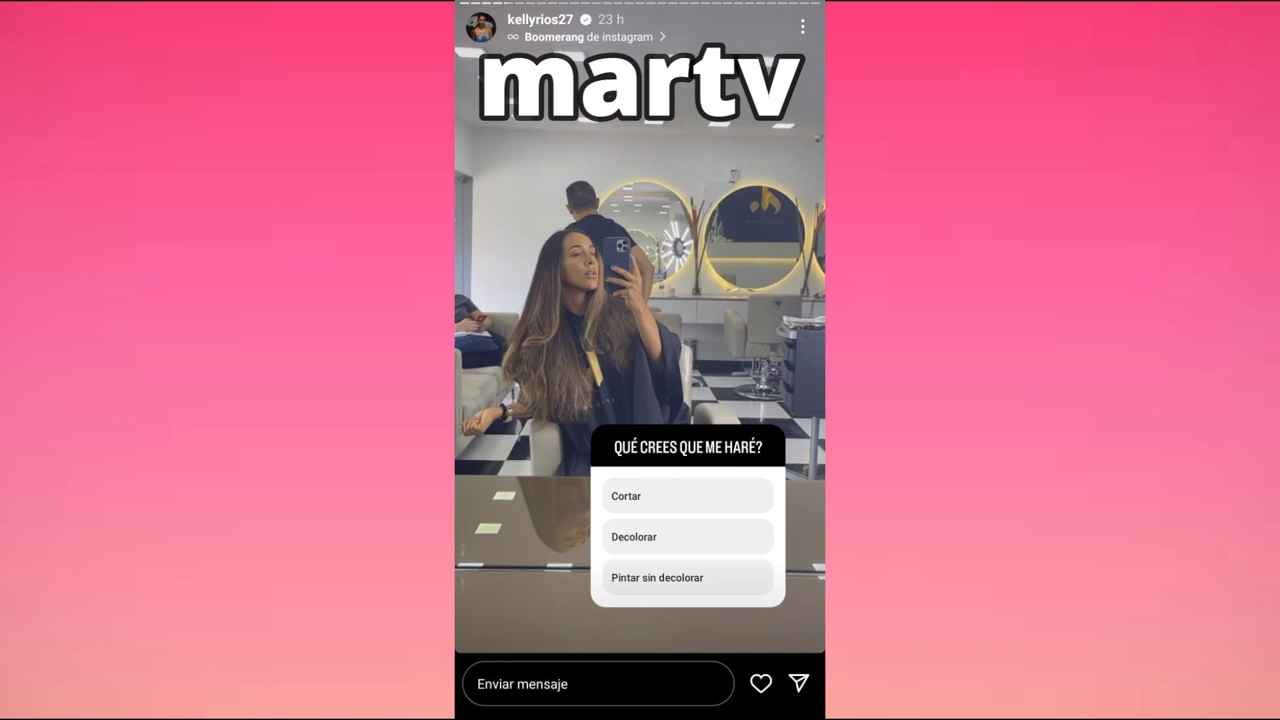 kellyrios27 23 h
Boomerang de instagram
martv
QUÉ CREES QUE ME HARÉ?
Cortar
Decolorar
Pintar sin decolorar
Enviar mensaje